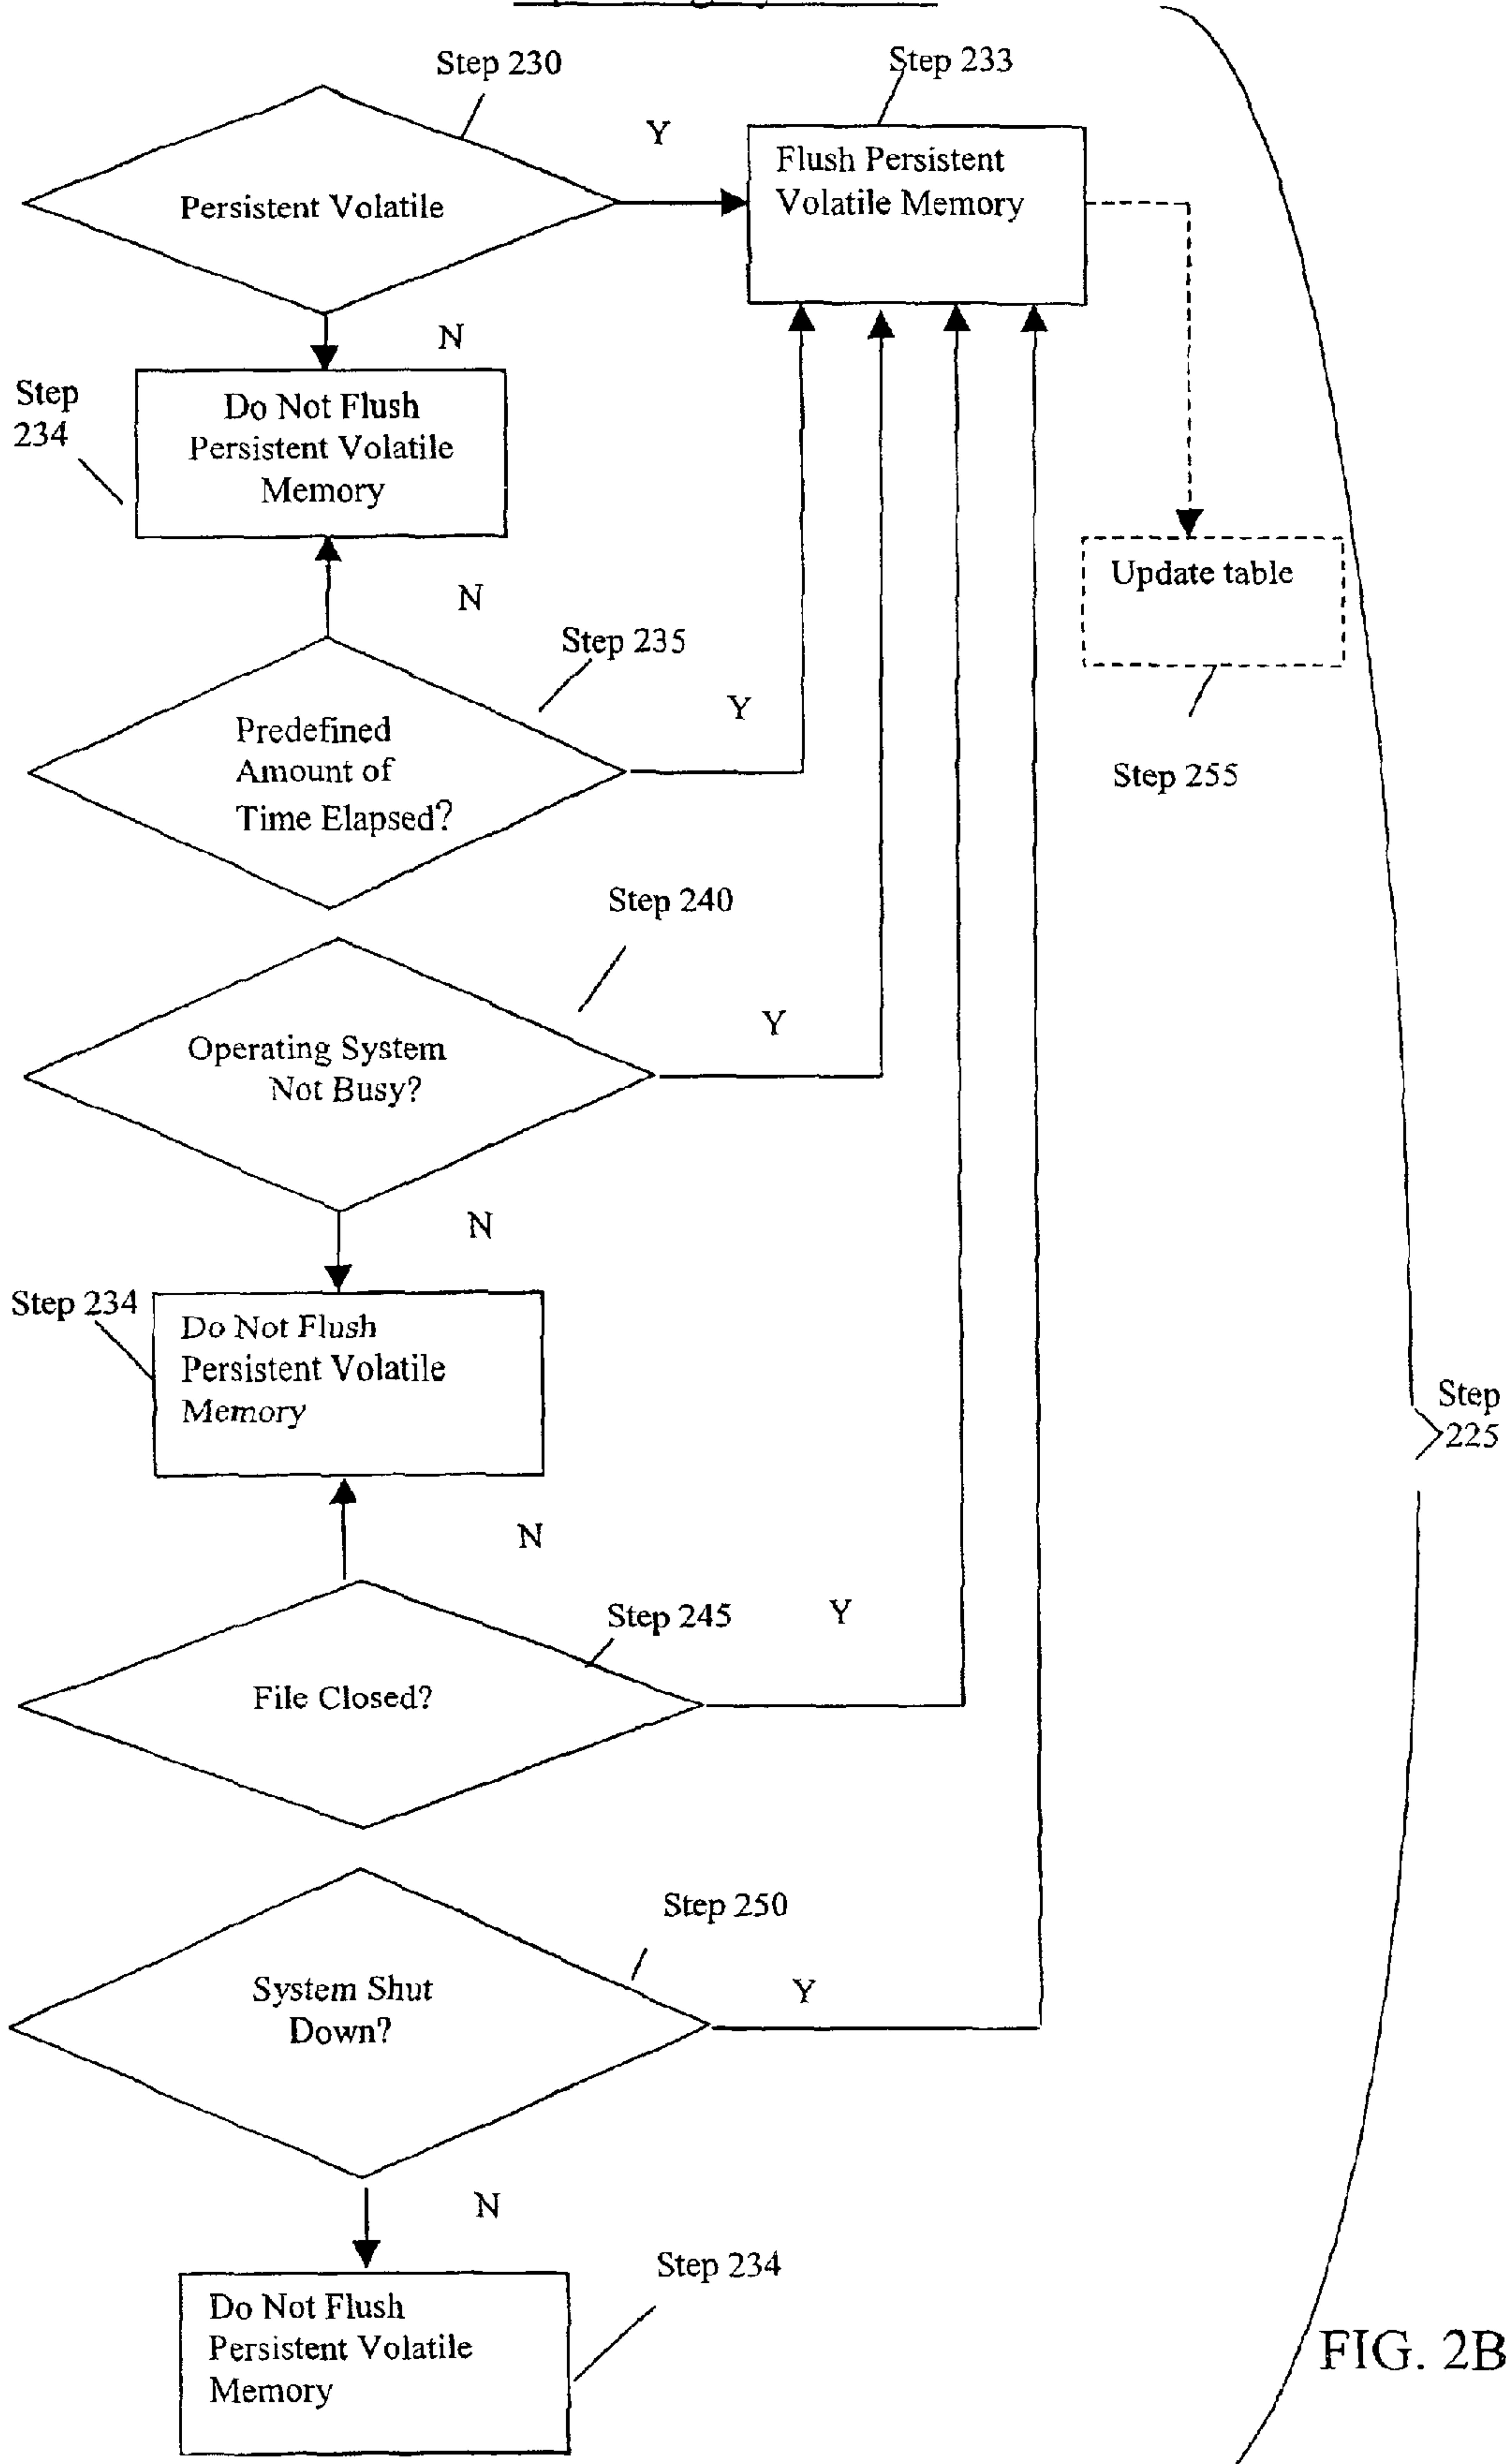 Step 230
Step 233
Y
Flush Persistent
Volatile Memory
Persistent Volatile
N
Step
234
Do Not Flush
Persistent Volatile
Memory
Update table
N
Step 235
Y
Predefined
Amount of
Time Elapsed?
Step 255
Step 240
Y
Operating System
Not Busy?
N
Step 234
Do Not Flush
Persistent Volatile
Memory
Step
225
N
Step 245
Y
File Closed?
Step 250
Y
System Shut
Down?
N
Step 234
Do Not Flush
Persistent Volatile
Memory
FIG. 2B